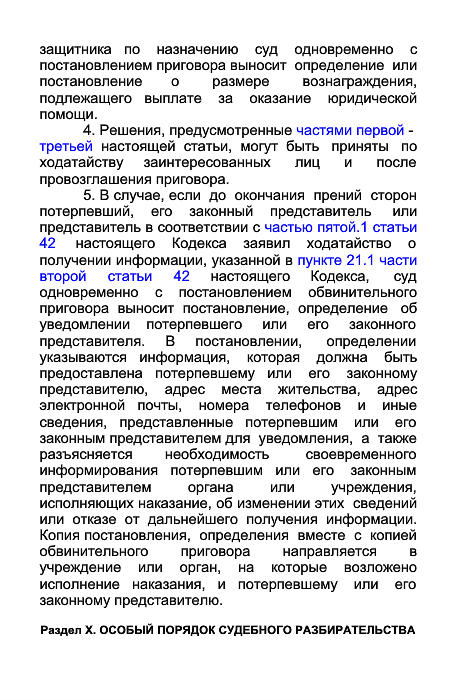 защитника по назначению суд одновременно с
постановлением приговора выносит определение или
постановление о размере вознаграждения,
подлежащего выплате за оказание юридической
помощи.
4. Решения, предусмотренные частями первой -
третьей настоящей статьи, могут быть приняты по
ходатайству заинтересованных лиц и после
провозглашения приговора.
5. В случае, если до окончания прений сторон
потерпевший, его законный представитель или
представитель в соответствии с частью пятой.1 статьи
42 настоящего Кодекса заявил ходатайство о
получении информации, указанной в пункте 21.1 части
второй статьи 42 настоящего Кодекса, суд
одновременно с постановлением обвинительного
приговора выносит постановление, определение об
уведомлении потерпевшего или его законного
представителя. В постановлении, определении
указываются информация, которая должна быть
предоставлена потерпевшему или его законному
представителю, адрес места жительства, адрес
электронной почты, номера телефонов и иные
сведения, представленные потерпевшим или его
законным представителем для уведомления, а также
разъясняется необходимость своевременного
информирования потерпевшим или его законным
представителем органа или учреждения,
исполняющих наказание, об изменении этих сведений
или отказе от дальнейшего получения информации.
Копия постановления, определения вместе с копией
обвинительного приговора направляется в
учреждение или орган, на которые возложено
исполнение наказания, и потерпевшему или его
законному представителю.
Раздел X. ОСОБЫЙ ПОРЯДОК СУДЕБНОГО РАЗБИРАТЕЛЬСТВА